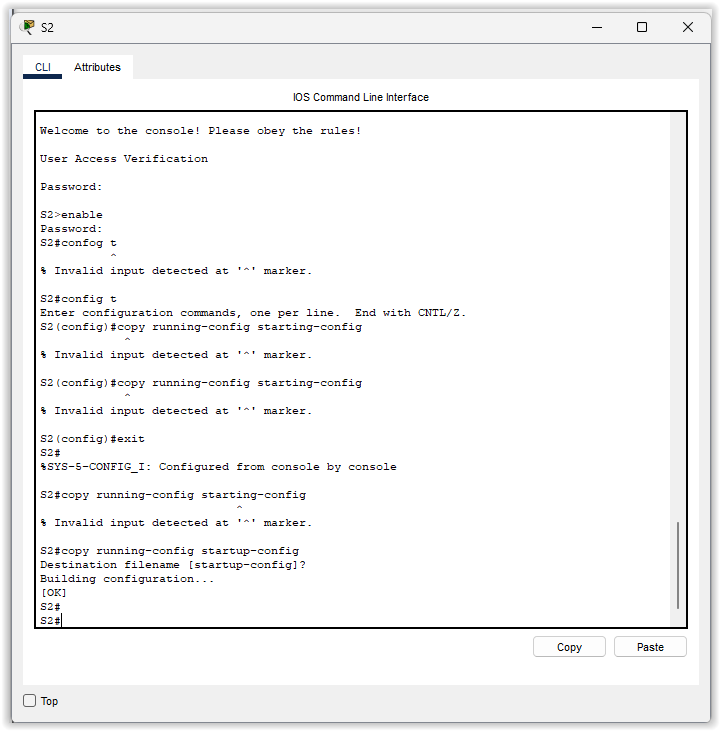 S2
CLI Attributes
IOS Command Line Interface
Welcome to the console! Please obey the rules!
User Access Verification
Password:
S2>enable
Password:
S2#confog t
^
% Invalid input detected at '^' marker.
S2#config t
Enter configuration commands, one per line.  End with CNTL/Z.
S2(config)#copy running-config starting-config
^
% Invalid input detected at '^' marker.
S2(config)#copy running-config starting-config
^
% Invalid input detected at '^' marker.
S2(config)#exit
S2#
%SYS-5-CONFIG_I: Configured from console by console
S2#copy running-config starting-config
^
% Invalid input detected at '^' marker.
S2#copy running-config startup-config
Destination filename [startup-config]?
Building configuration...
[OK]
S2#
S2#
Copy Paste
Top